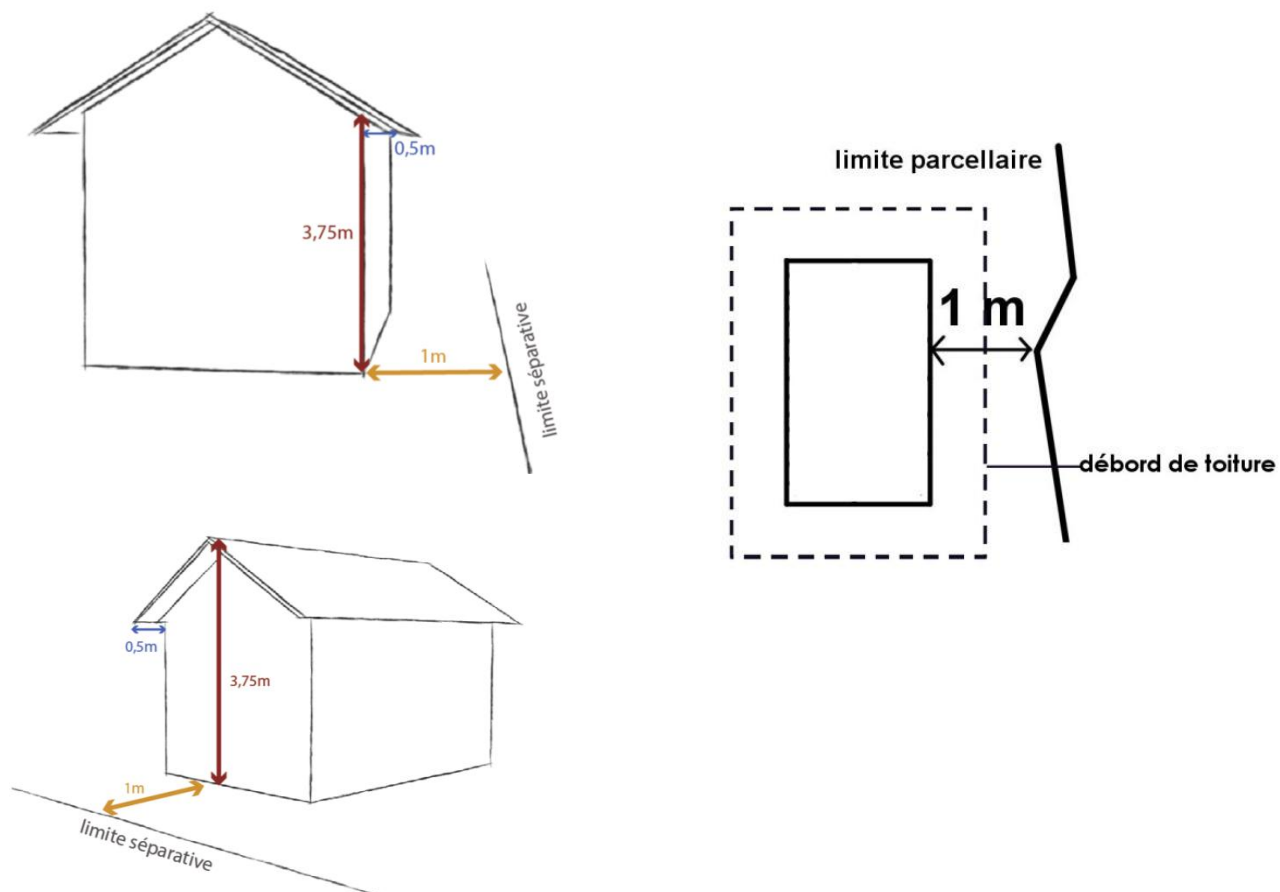 0,5m
3,75m
1m
limite séparative
limite parcellaire
1 m
débord de toiture
0,5m
3,75m
1m
limite séparative